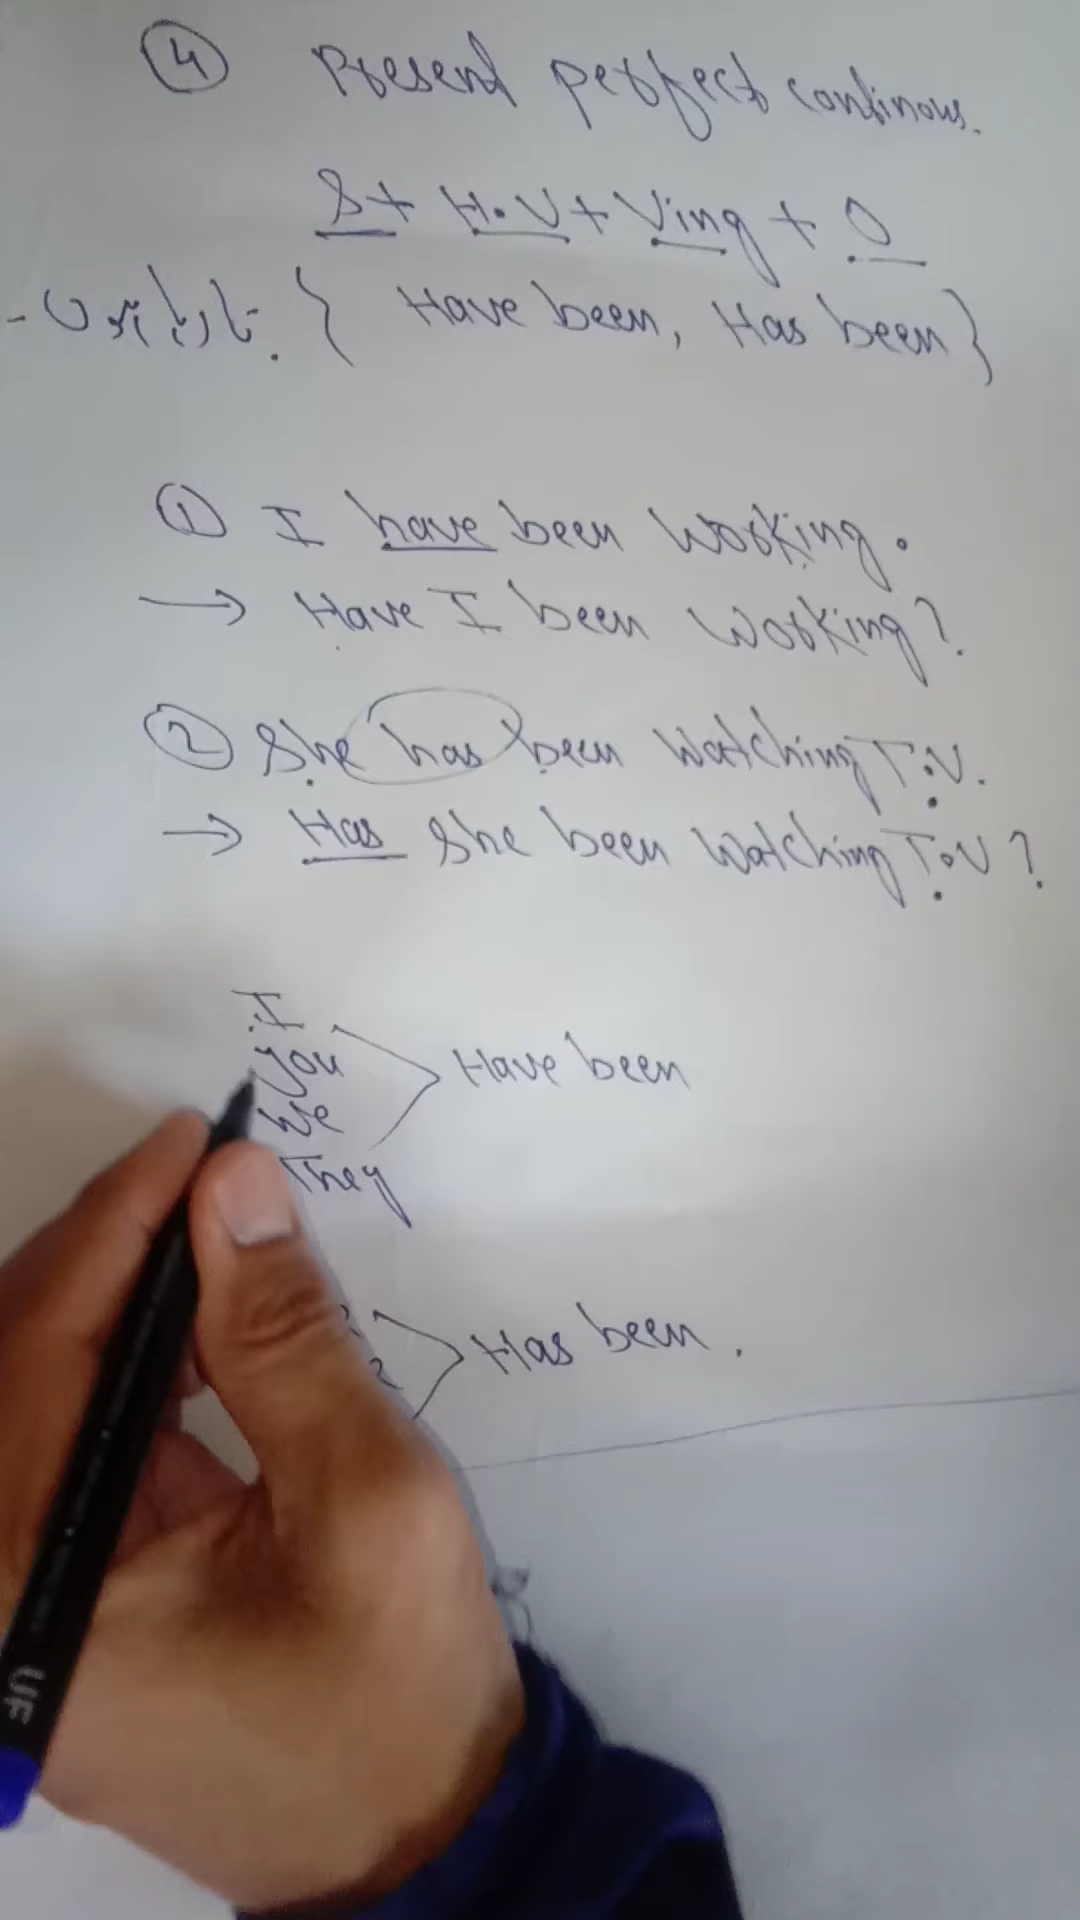 4 Present perfect continous.
S + H.V + Ving + O
{ Have been, Has been }
1 I have been working.
→ Have I been working?
2 She has been watching T.V.
→ Has she been watching T.V?
I
You
We
They
Have been
Has been.